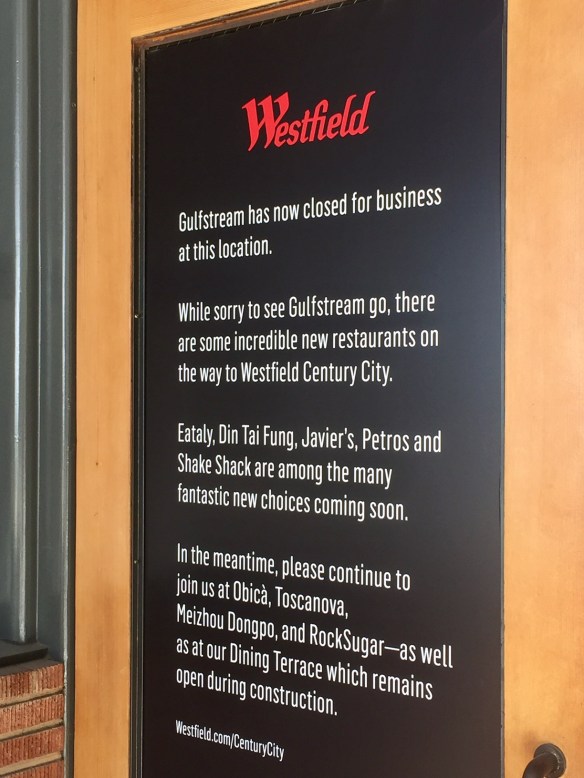 Westfield
Gulfstream has now closed for business
at this location.
While sorry to see Gulfstream go, there
are some incredible new restaurants on
the way to Westfield Century City.
Eataly, Din Tai Fung, Javier's, Petros and
Shake Shack are among the many
fantastic new choices coming soon.
In the meantime, please continue to
join us at Obicà, Toscanova,
Meizhou Dongpo, and RockSugar—as well
as at our Dining Terrace which remains
open during construction.
Westfield.com/CenturyCity